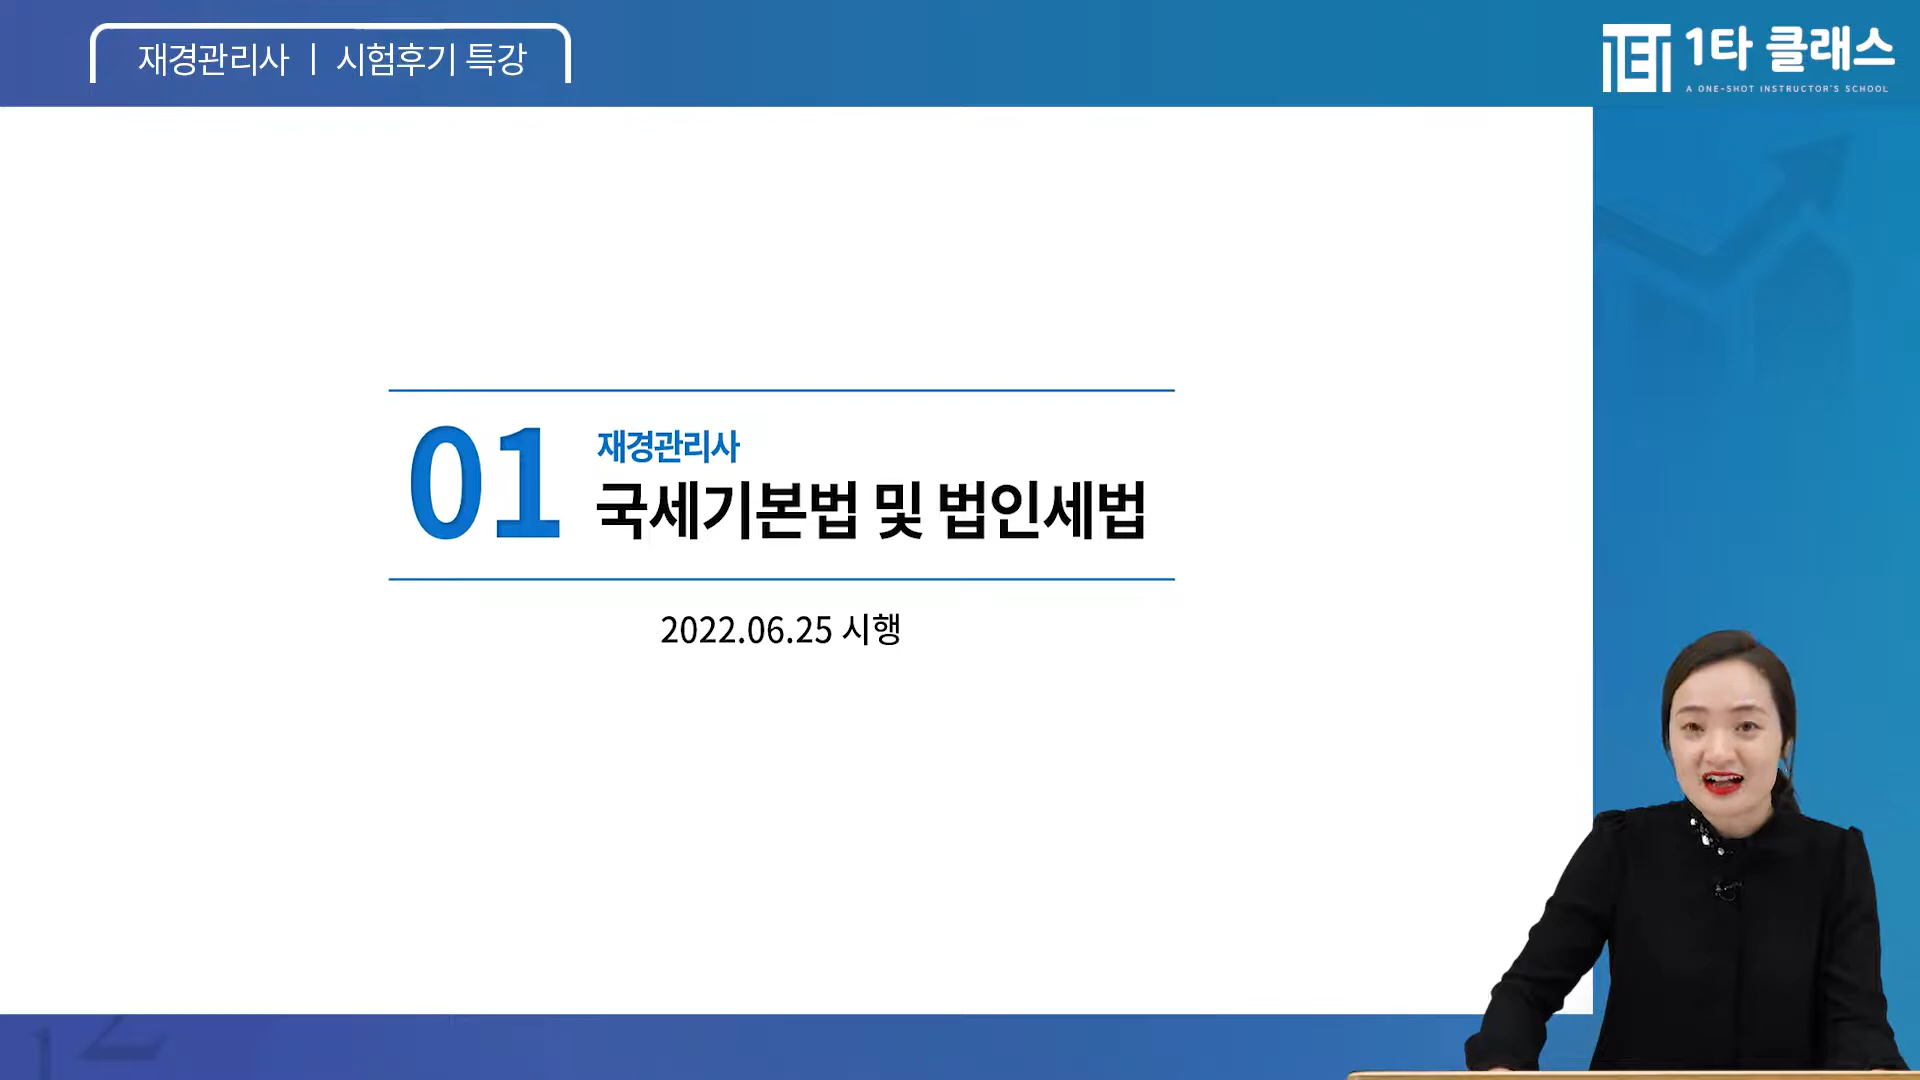 재경관리사 ㅣ 시험후기 특강
1타 클래스
A ONE-SHOT INSTRUCTOR'S SCHOOL
01
재경관리사
국세기본법 및 법인세법
2022.06.25 시행
12